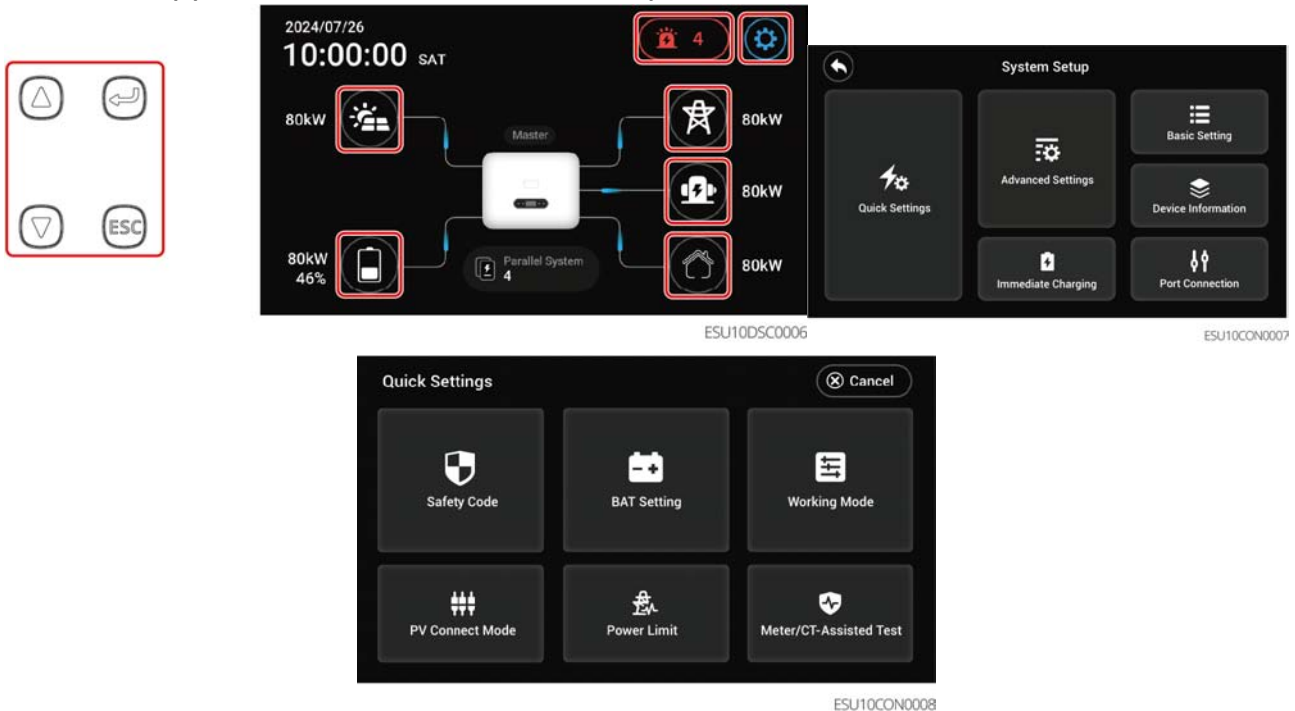 ESC
2024/07/26
10:00:00 SAT
4
80kW
80kW
Master
80kW
80kW
46%
Parallel System
4
80kW
ESU10DSC0006
System Setup
Quick Settings
Advanced Settings
Basic Setting
Device Information
Immediate Charging
Port Connection
ESU10CON0007
Quick Settings
Cancel
Safety Code
BAT Setting
Working Mode
PV Connect Mode
Power Limit
Meter/CT-Assisted Test
ESU10CON0008